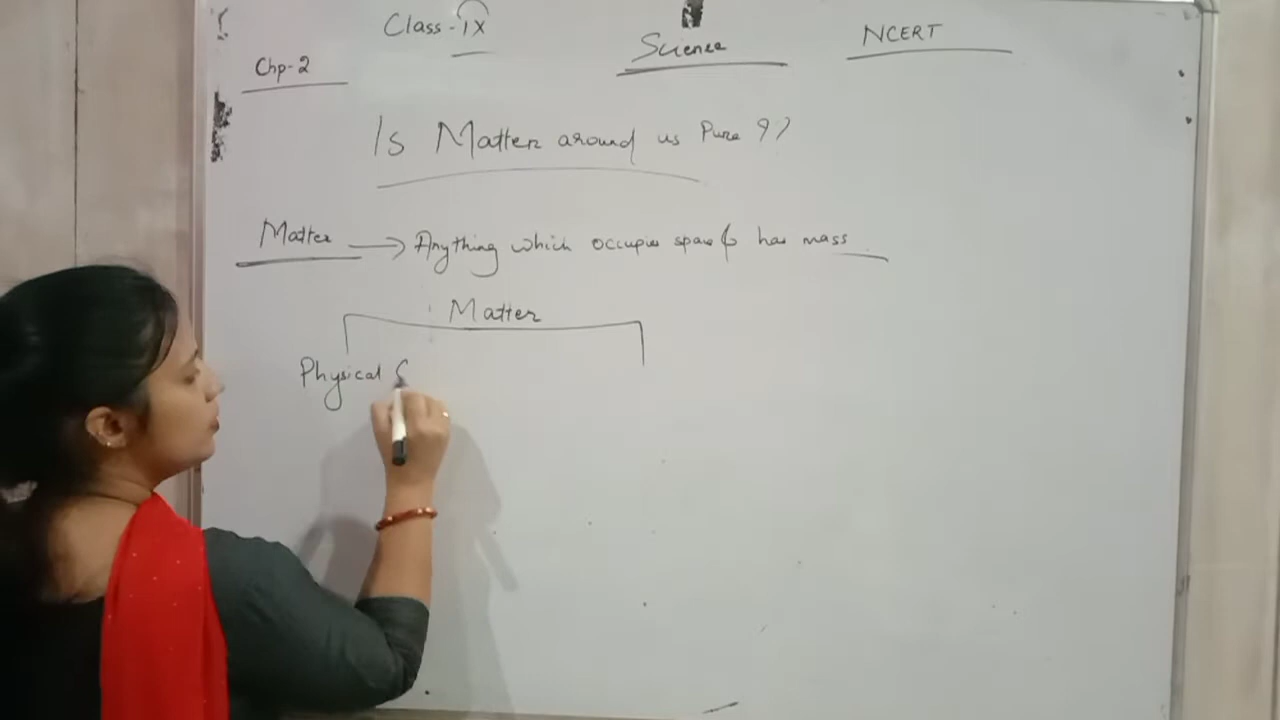 Class - IX Science NCERT
Chp-2
Is Matter around us Pure ??
Matter → Anything which occupies space & has mass
Matter
Physical C